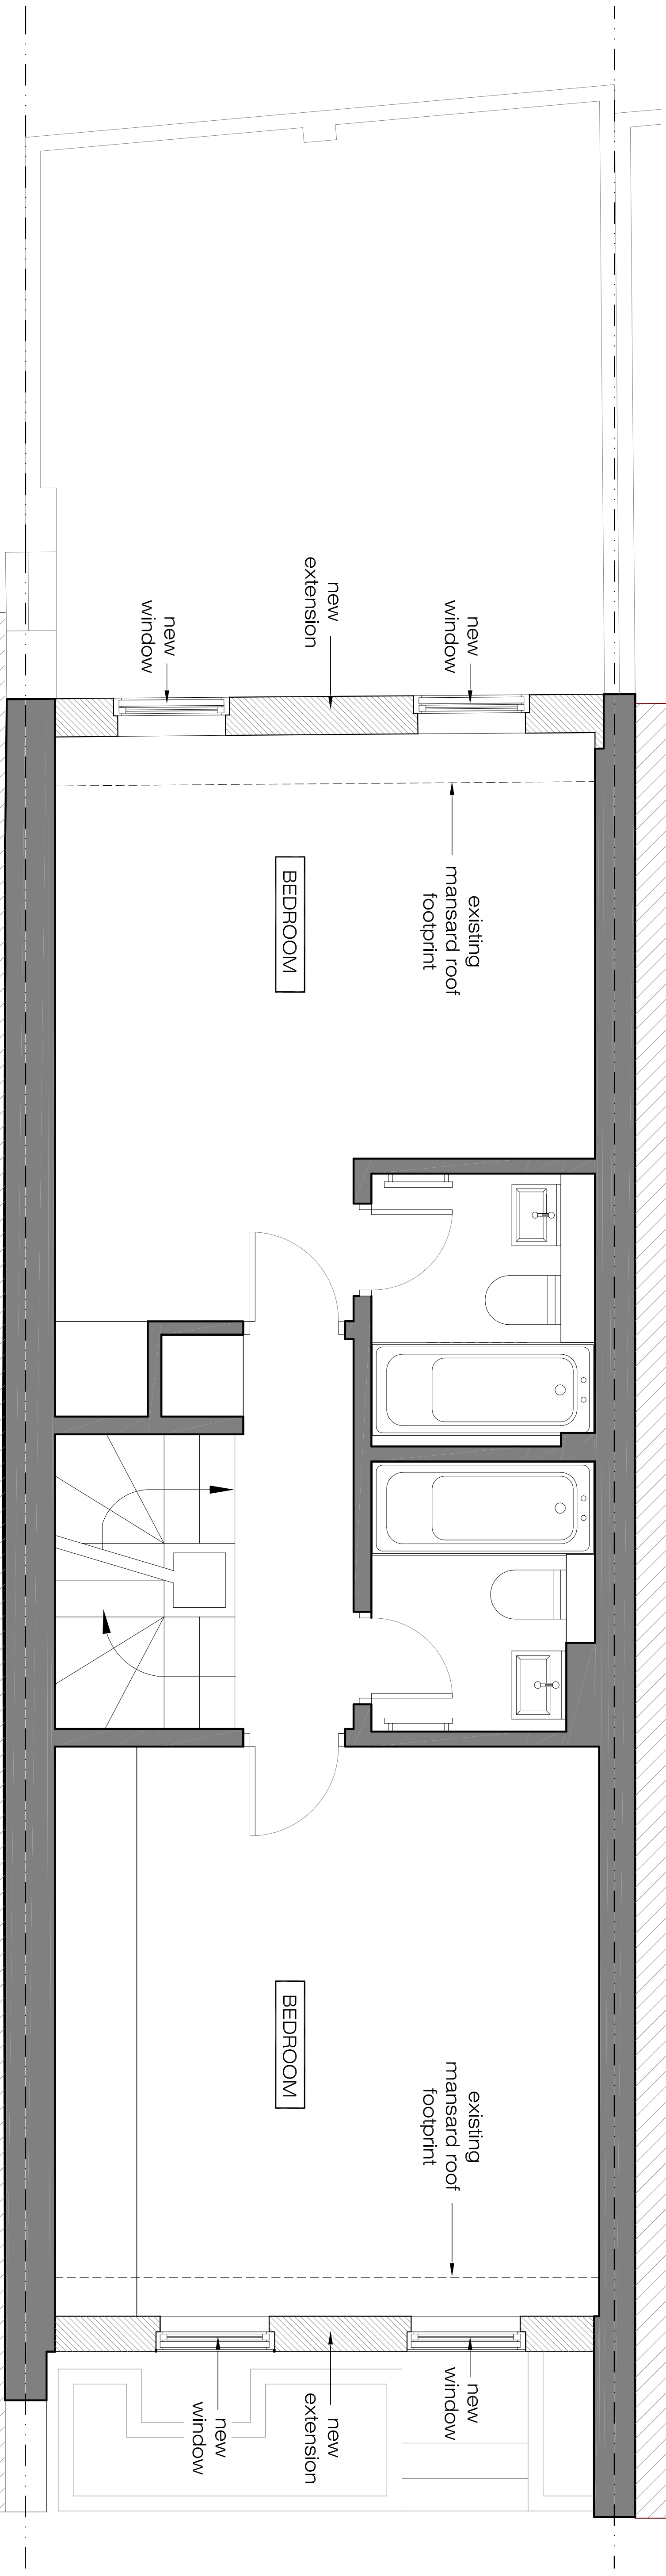 new
window
new
extension
new
window
existing
mansard roof
footprint
BEDROOM
existing
mansard roof
footprint
BEDROOM
new
window
new
extension
new
window